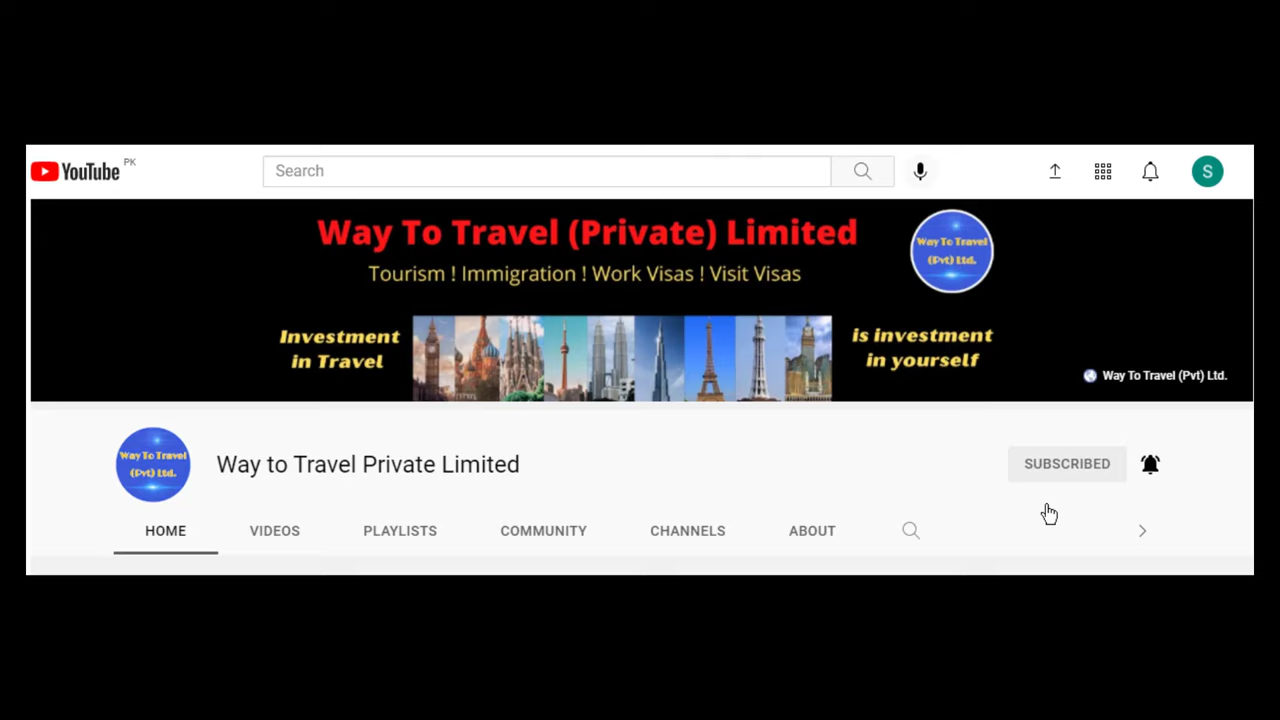 YouTube PK
Search
S
Way To Travel (Private) Limited
Tourism ! Immigration ! Work Visas ! Visit Visas
Way To Travel
(Pvt) Ltd.
Investment
in Travel
is investment
in yourself
Way To Travel (Pvt) Ltd.
Way To Travel
(Pvt) Ltd.
Way to Travel Private Limited
SUBSCRIBED
HOME VIDEOS PLAYLISTS COMMUNITY CHANNELS ABOUT